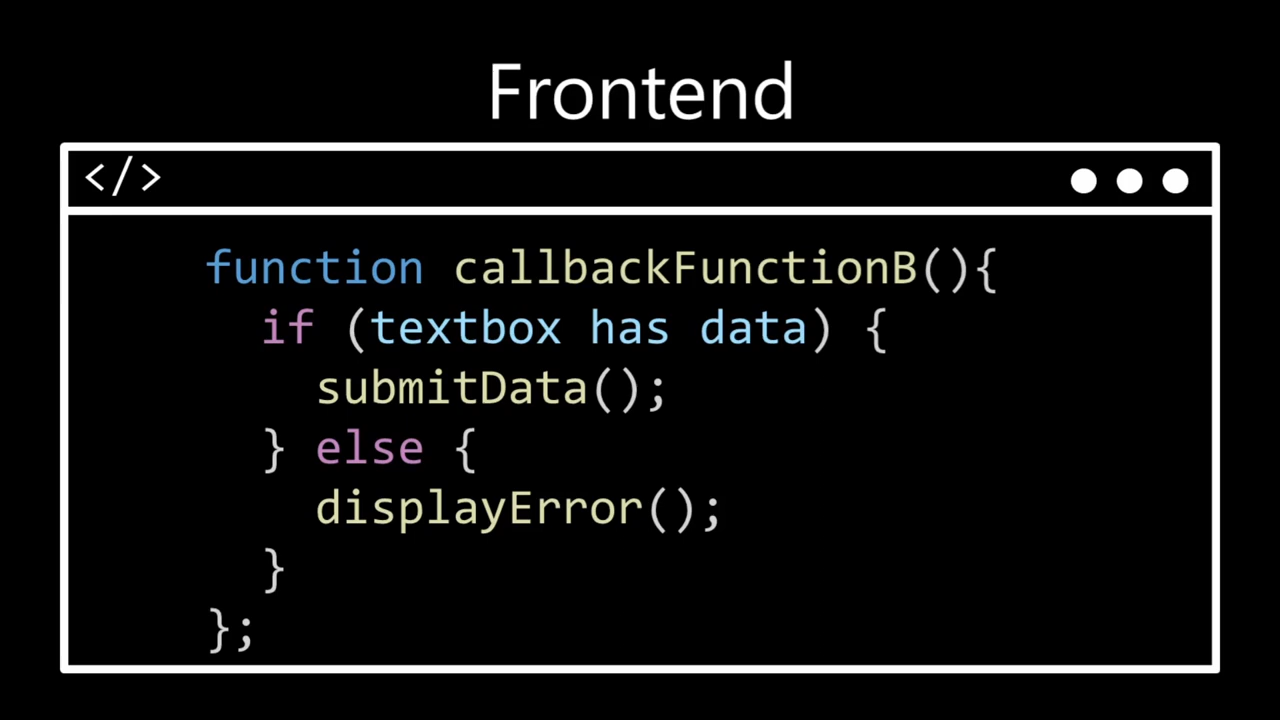 Frontend
</>
function callbackFunctionB(){
if (textbox has data) {
submitData();
} else {
displayError();
}
};